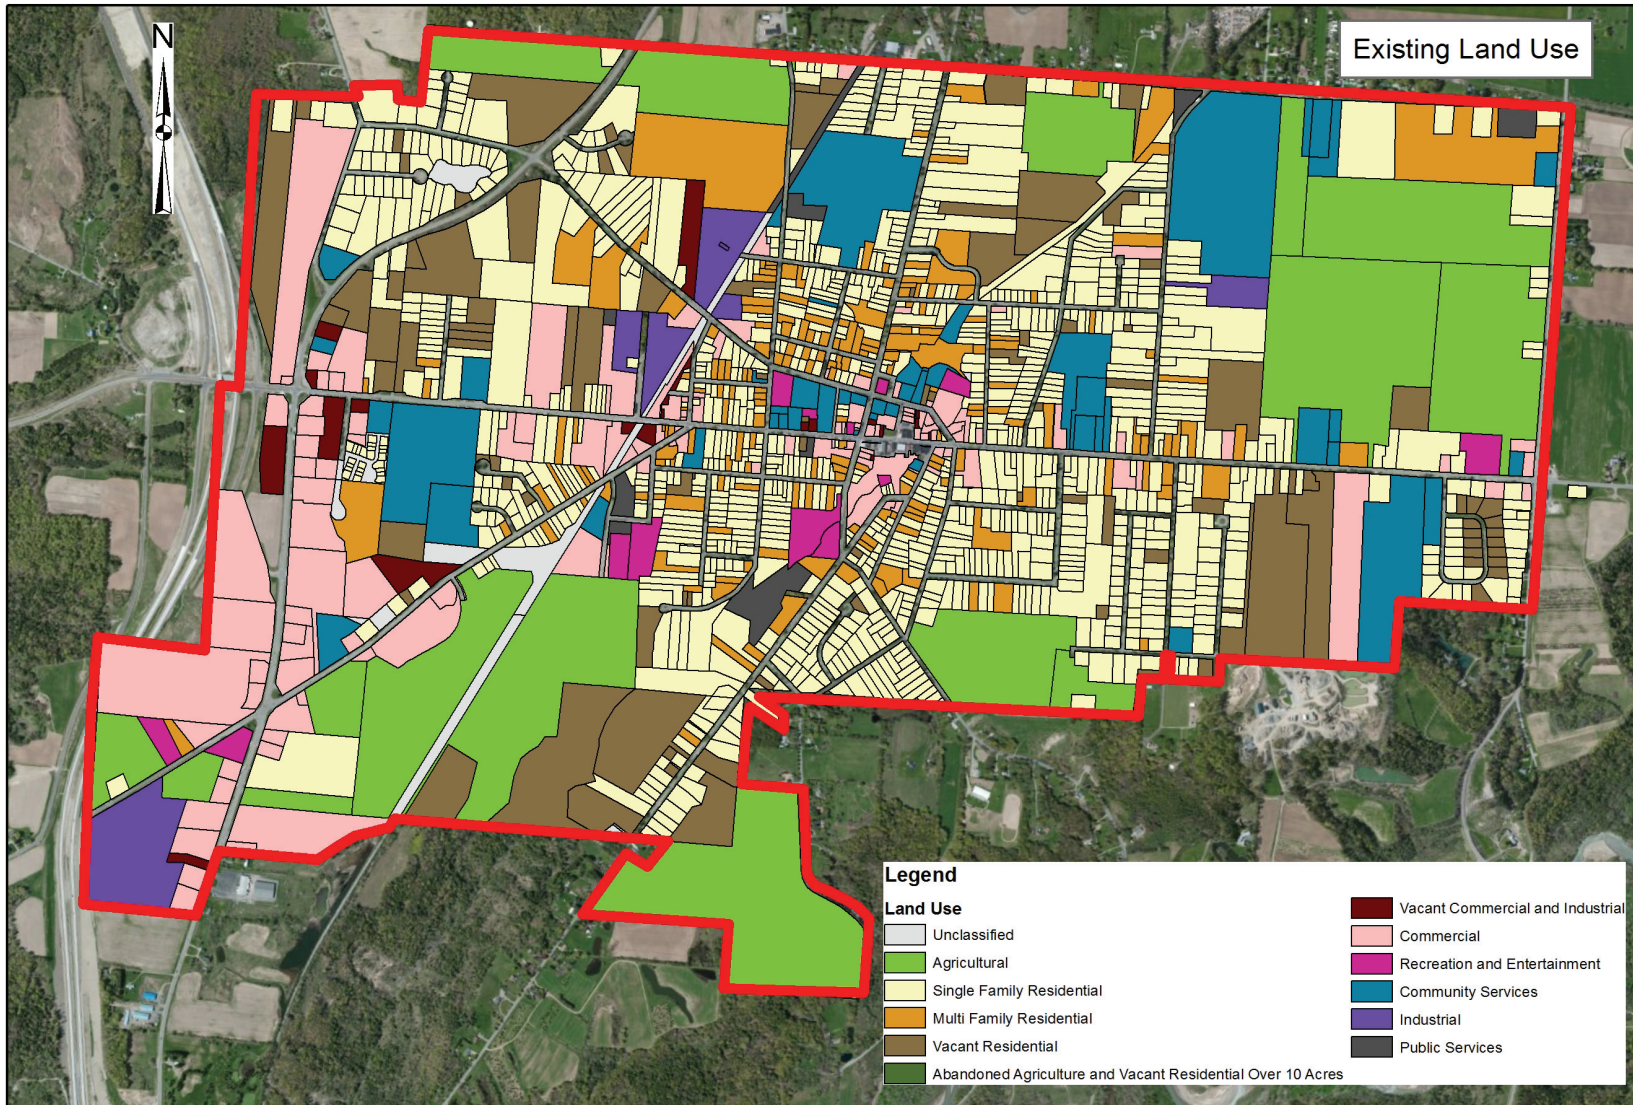 N
Existing Land Use
Legend
Land Use
Unclassified
Agricultural
Single Family Residential
Multi Family Residential
Vacant Residential
Abandoned Agriculture and Vacant Residential Over 10 Acres
Vacant Commercial and Industrial
Commercial
Recreation and Entertainment
Community Services
Industrial
Public Services